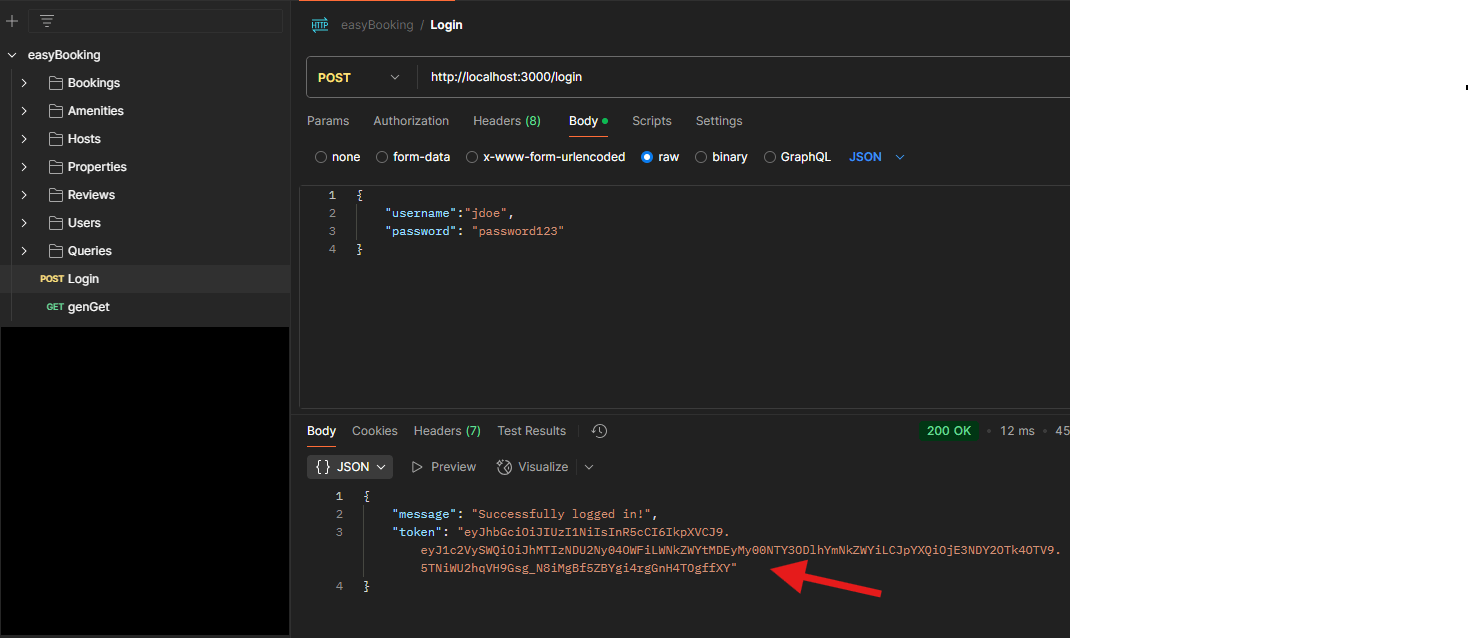 easyBooking
Bookings
Amenities
Hosts
Properties
Reviews
Users
Queries
POST Login
GET genGet
HTTP easyBooking / Login
POST http://localhost:3000/login
Params Authorization Headers (8) Body Scripts Settings
none form-data x-www-form-urlencoded raw binary GraphQL JSON
1 {
2 "username":"jdoe",
3 "password": "password123"
4 }
Body Cookies Headers (7) Test Results 200 OK • 12 ms • 45
{} JSON Preview Visualize
1 {
2 "message": "Successfully logged in!",
3 "token": "eyJhbGciOiJIUzI1NiIsInR5cCI6IkpXVCJ9.
eyJ1c2VySWQiOiJhMTIzNDU2Ny04OWFiLWNkZWYtMDEyMy00NTY3ODlhYmNkZWYiLCJpYXQiOjE3NDY2OTk4OTV9.
5TNiWU2hqVH9Gsg_N8iMgBf5ZBYgi4rgGnH4TOgffXY"
4 }